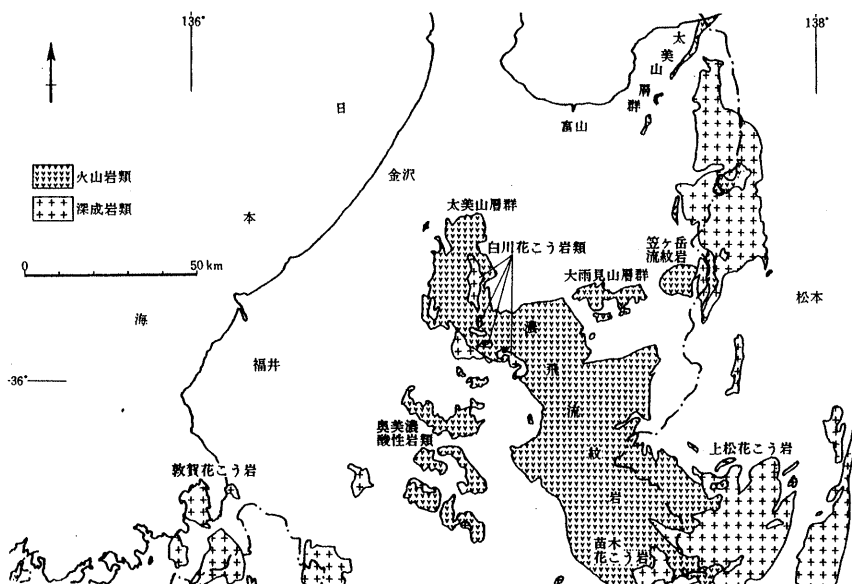 136°
138°
太美山層群
富山
日本海
火山岩類
深成岩類
金沢
0 50 km
太美山層群
白川花こう岩類
笠ヶ岳
流紋岩
大雨見山層群
松本
福井
36°
濃飛流紋岩
奥美濃
酸性岩類
上松花こう岩
敦賀花こう岩
苗木
花こう岩